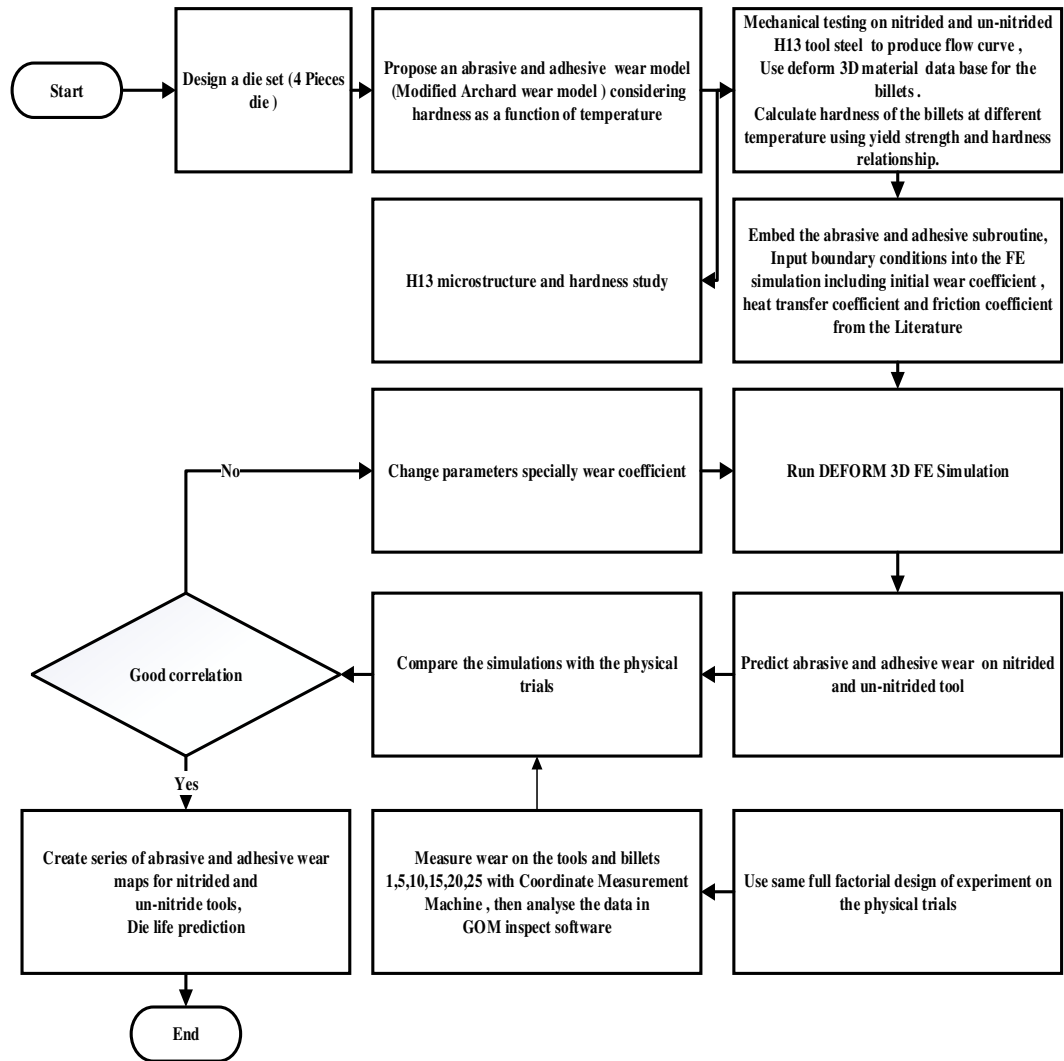 Start
Design a die set (4 Pieces
die )
Propose an abrasive and adhesive wear model
(Modified Archard wear model ) considering
hardness as a function of temperature
Mechanical testing on nitrided and un-nitrided
H13 tool steel to produce flow curve ,
Use deform 3D material data base for the
billets .
Calculate hardness of the billets at different
temperature using yield strength and hardness
relationship.
H13 microstructure and hardness study
Embed the abrasive and adhesive subroutine,
Input boundary conditions into the FE
simulation including initial wear coefficient ,
heat transfer coefficient and friction coefficient
from the Literature
No
Change parameters specially wear coefficient
Run DEFORM 3D FE Simulation
Good correlation
Compare the simulations with the physical
trials
Predict abrasive and adhesive wear on nitrided
and un-nitrided tool
Yes
Create series of abrasive and adhesive wear
maps for nitrided and
un-nitride tools,
Die life prediction
Measure wear on the tools and billets
1,5,10,15,20,25 with Coordinate Measurement
Machine , then analyse the data in
GOM inspect software
Use same full factorial design of experiment on
the physical trials
End